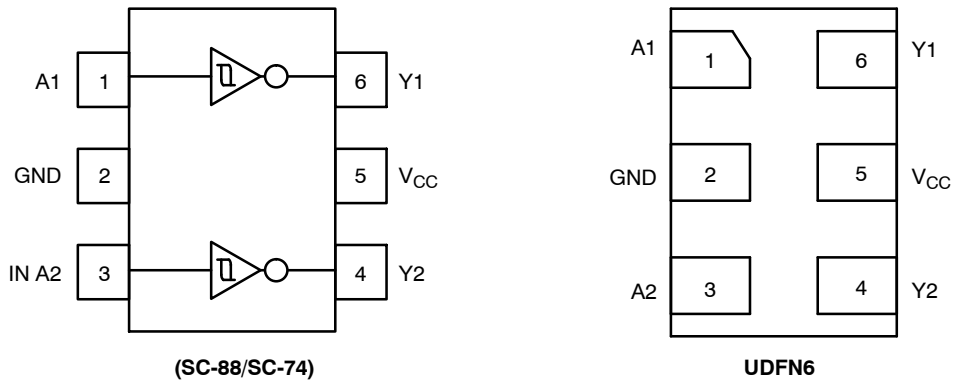 A1 1 6 Y1
GND 2 5 VCC
IN A2 3 4 Y2
(SC-88/SC-74)
A1 1 6 Y1
GND 2 5 VCC
A2 3 4 Y2
UDFN6